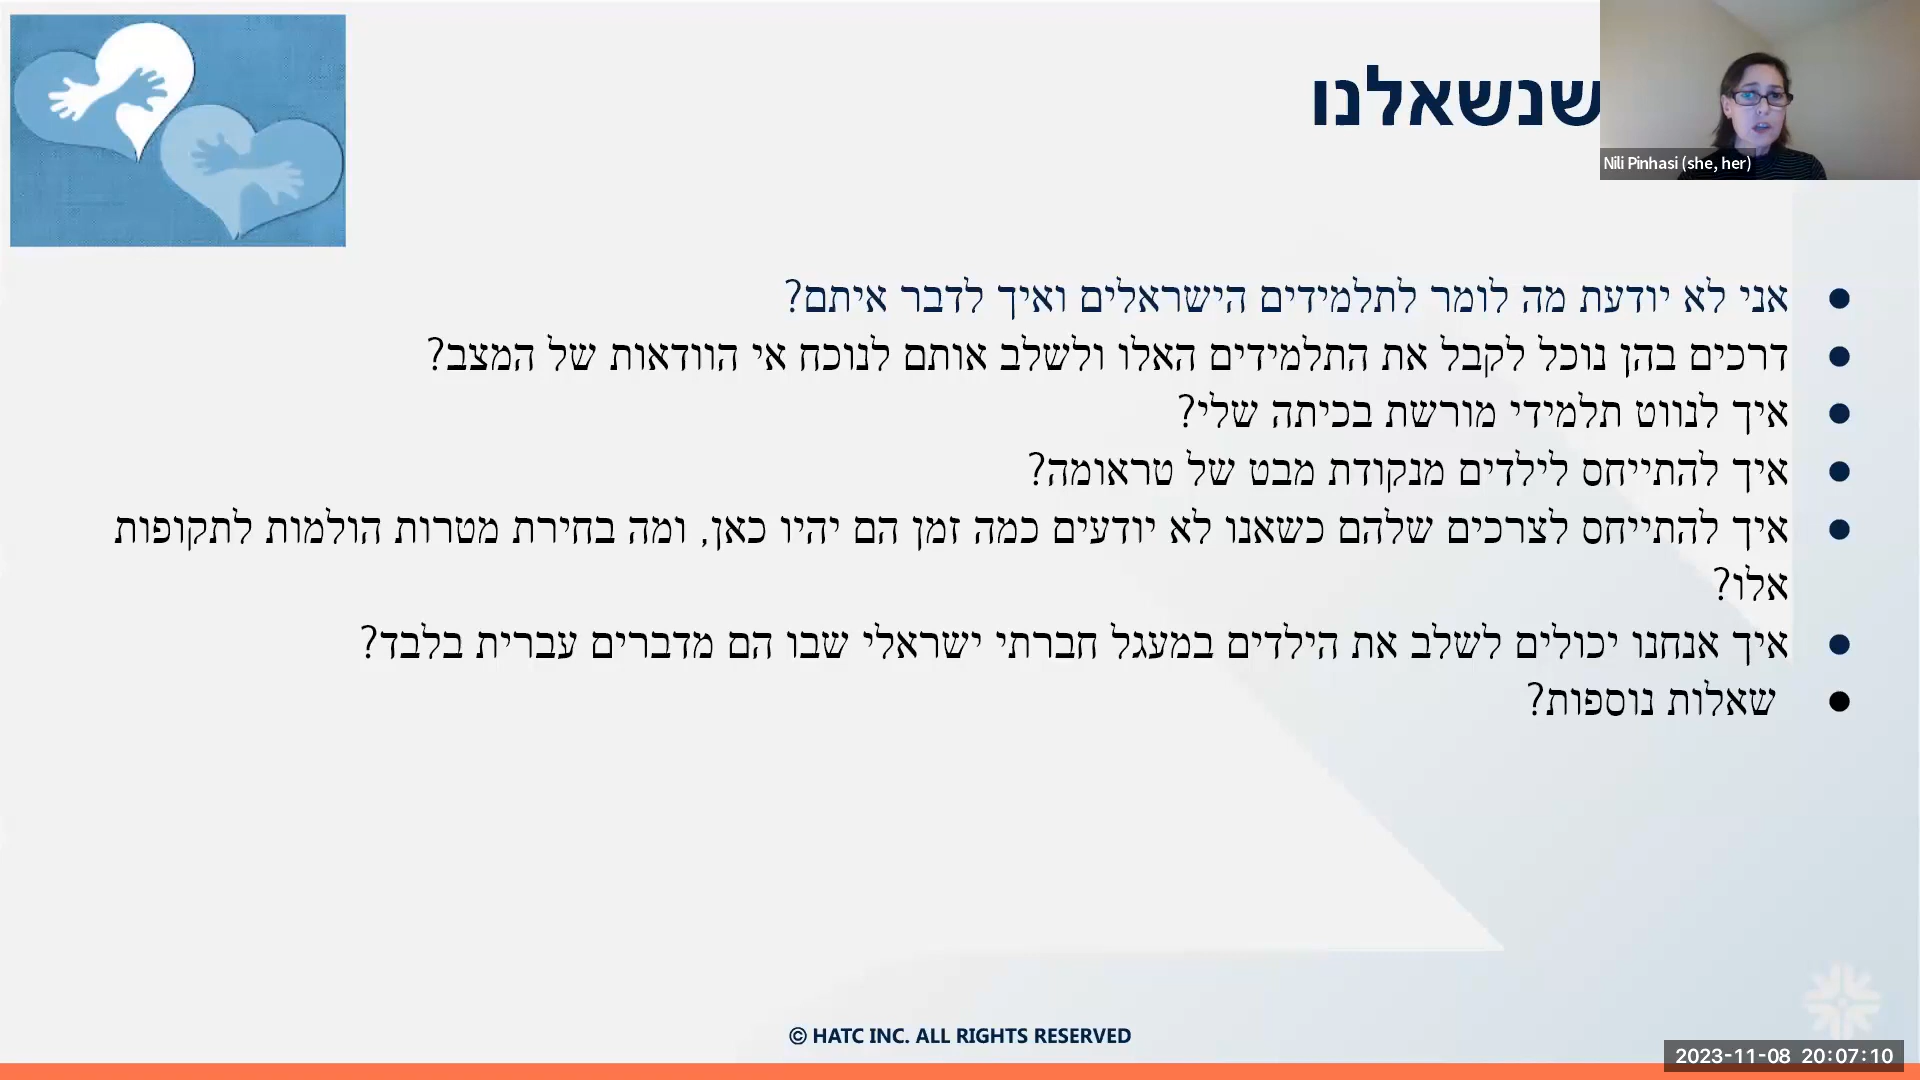 שנשאלנו
Nili Pinhasi (she, her)
● אני לא יודעת מה לומר לתלמידים הישראלים ואיך לדבר איתם?
● דרכים בהן נוכל לקבל את התלמידים האלו ולשלב אותם לנוכח אי הוודאות של המצב?
● איך לנווט תלמידי מורשת בכיתה שלי?
● איך להתייחס לילדים מנקודת מבט של טראומה?
● איך להתייחס לצרכים שלהם כשאנו לא יודעים כמה זמן הם יהיו כאן, ומה בחירת מטרות הולמות לתקופות
אלו?
● איך אנחנו יכולים לשלב את הילדים במעגל חברתי ישראלי שבו הם מדברים עברית בלבד?
● שאלות נוספות?
© HATC INC. ALL RIGHTS RESERVED
2023-11-08 20:07:10